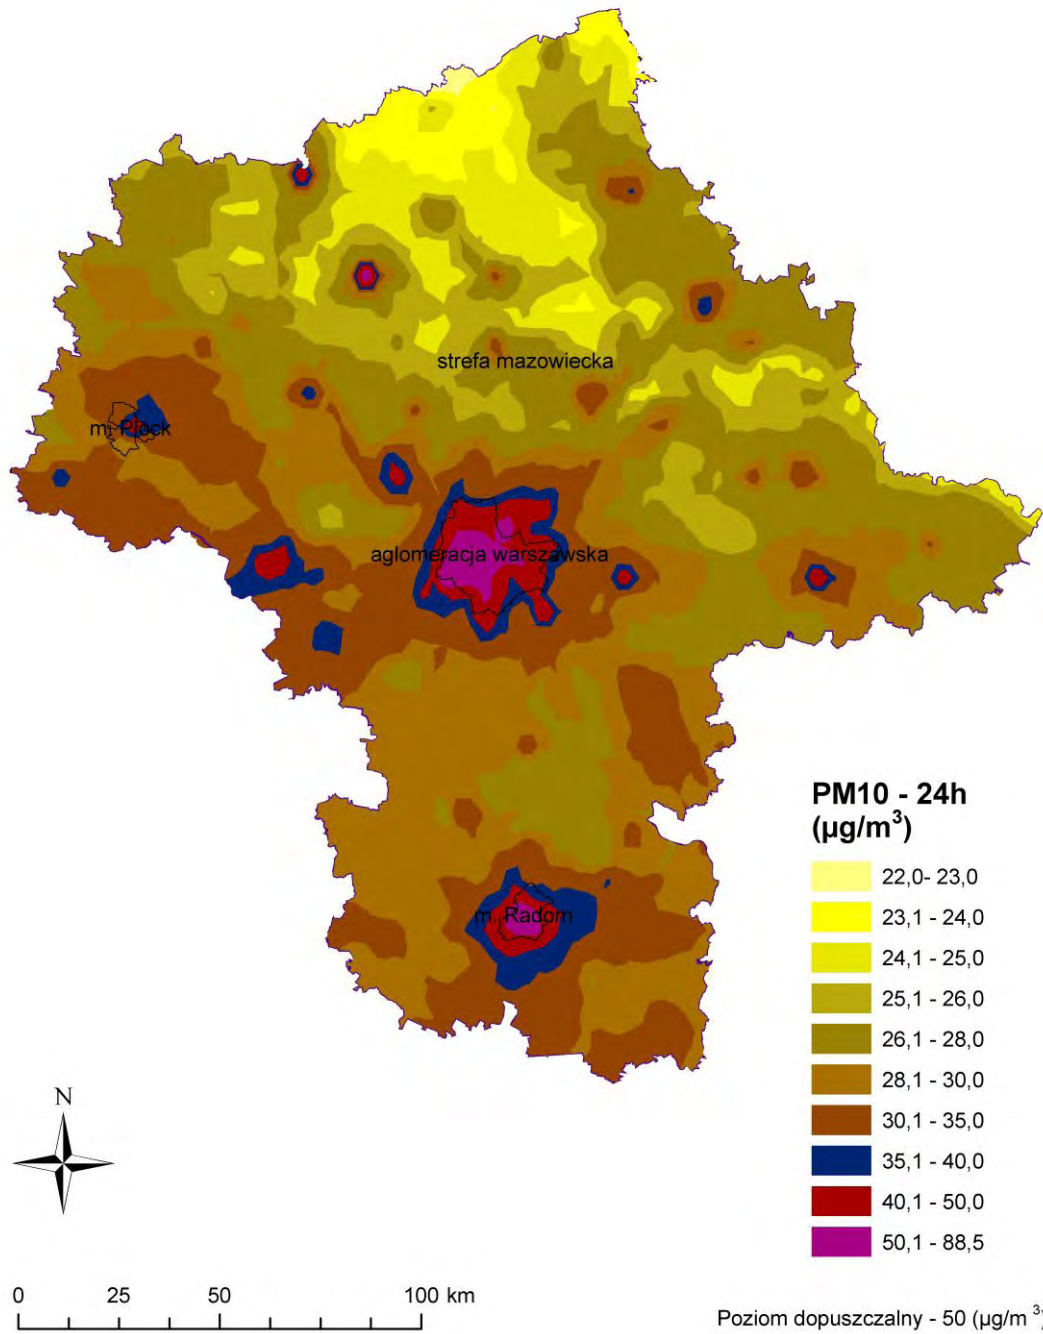 strefa mazowiecka
m. Płock
aglomeracja warszawska
m. Radom
PM10 - 24h
(µg/m³)
22,0- 23,0
23,1 - 24,0
24,1 - 25,0
25,1 - 26,0
26,1 - 28,0
28,1 - 30,0
30,1 - 35,0
35,1 - 40,0
40,1 - 50,0
50,1 - 88,5
N
0 25 50 100 km
Poziom dopuszczalny - 50 (µg/m ³)